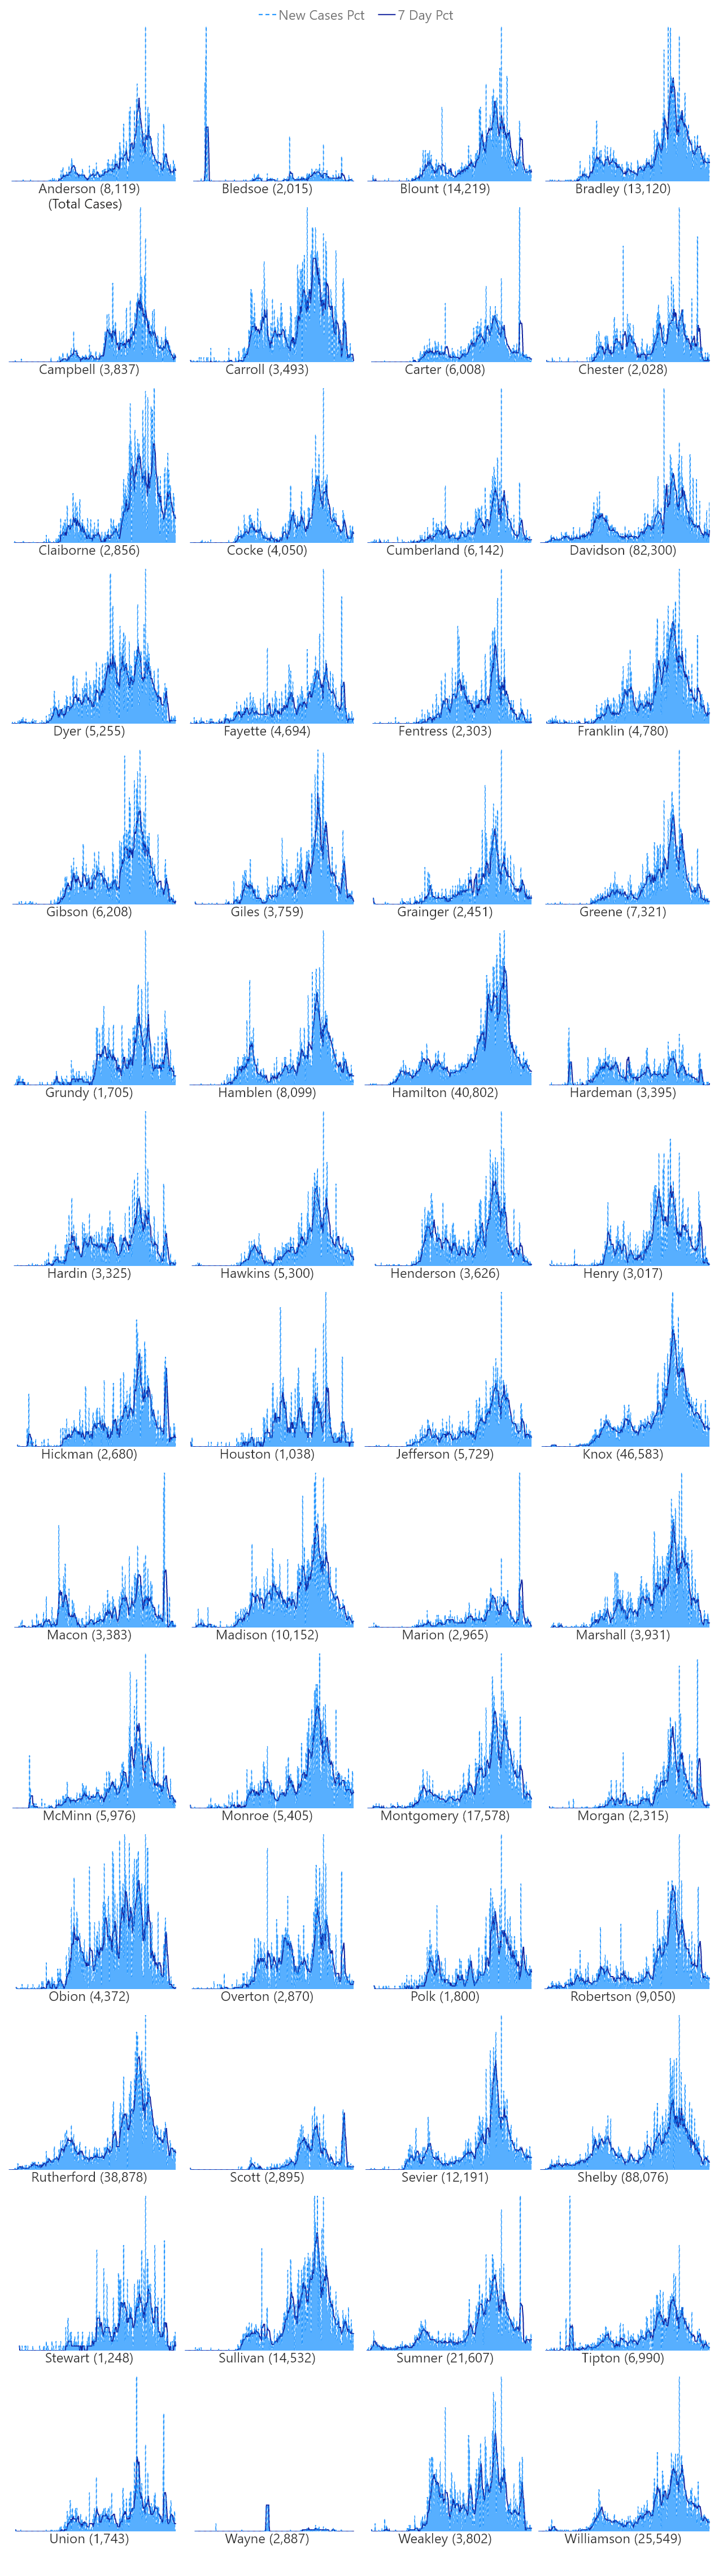 New Cases Pct 7 Day Pct
Anderson (8,119) Bledsoe (2,015) Blount (14,219) Bradley (13,120)
(Total Cases)
Campbell (3,837) Carroll (3,493) Carter (6,008) Chester (2,028)
Claiborne (2,856) Cocke (4,050) Cumberland (6,142) Davidson (82,300)
Dyer (5,255) Fayette (4,694) Fentress (2,303) Franklin (4,780)
Gibson (6,208) Giles (3,759) Grainger (2,451) Greene (7,321)
Grundy (1,705) Hamblen (8,099) Hamilton (40,802) Hardeman (3,395)
Hardin (3,325) Hawkins (5,300) Henderson (3,626) Henry (3,017)
Hickman (2,680) Houston (1,038) Jefferson (5,729) Knox (46,583)
Macon (3,383) Madison (10,152) Marion (2,965) Marshall (3,931)
McMinn (5,976) Monroe (5,405) Montgomery (17,578) Morgan (2,315)
Obion (4,372) Overton (2,870) Polk (1,800) Robertson (9,050)
Rutherford (38,878) Scott (2,895) Sevier (12,191) Shelby (88,076)
Stewart (1,248) Sullivan (14,532) Sumner (21,607) Tipton (6,990)
Union (1,743) Wayne (2,887) Weakley (3,802) Williamson (25,549)